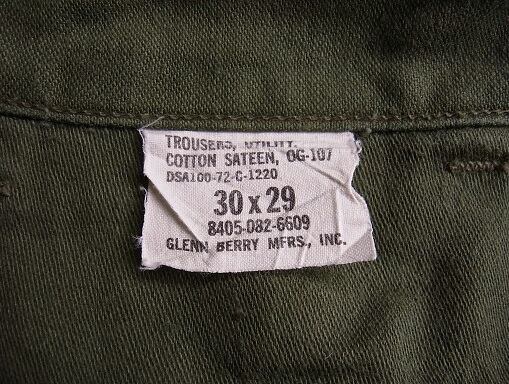 TROUSERS, UTILITY.
COTTON SATEEN, OG-107
DSA100-72-C-1220
30 x 29
8405-082-6609
GLENN BERRY MFRS., INC.